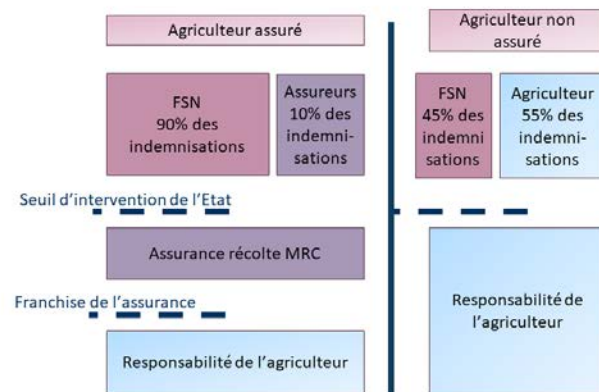 Agriculteur assuré
FSN
90% des
indemnisations
Assureurs
10% des
indemni-
sations
Seuil d'intervention de l'Etat
Assurance récolte MRC
Franchise de l'assurance
Responsabilité de l'agriculteur
Agriculteur non
assuré
FSN
45% des
indemni
sations
Agriculteur
55% des
indemni-
sations
Responsabilité de
l'agriculteur